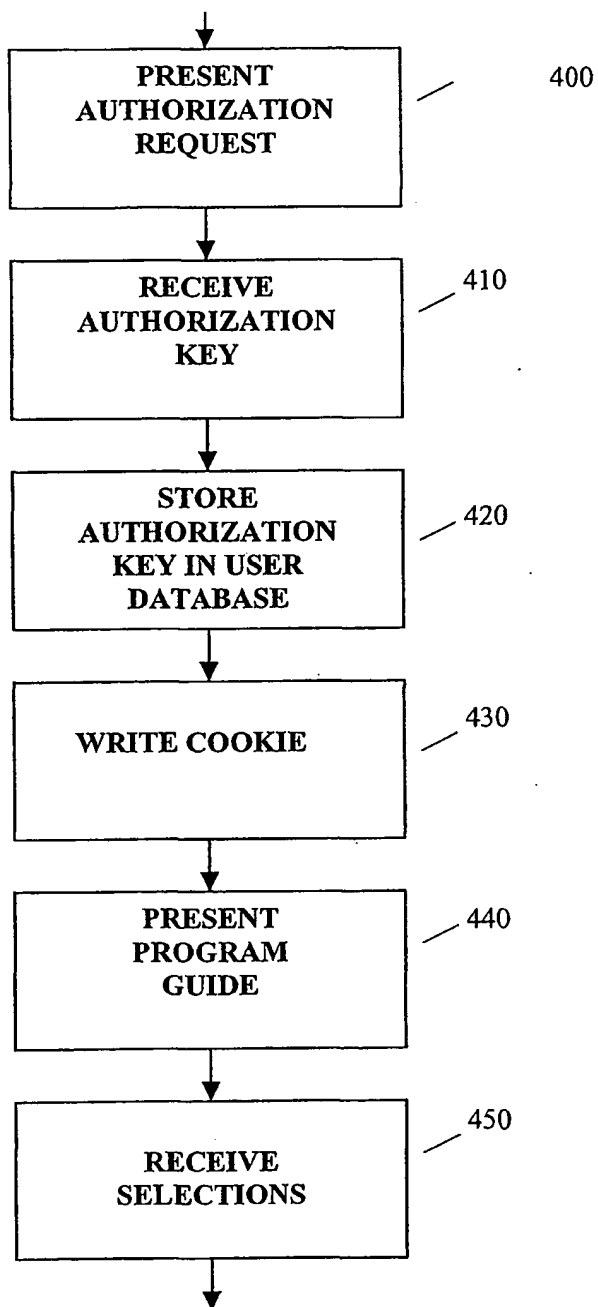 PRESENT
AUTHORIZATION
REQUEST
400
RECEIVE
AUTHORIZATION
KEY
410
STORE
AUTHORIZATION
KEY IN USER
DATABASE
420
WRITE COOKIE
430
PRESENT
PROGRAM
GUIDE
440
RECEIVE
SELECTIONS
450